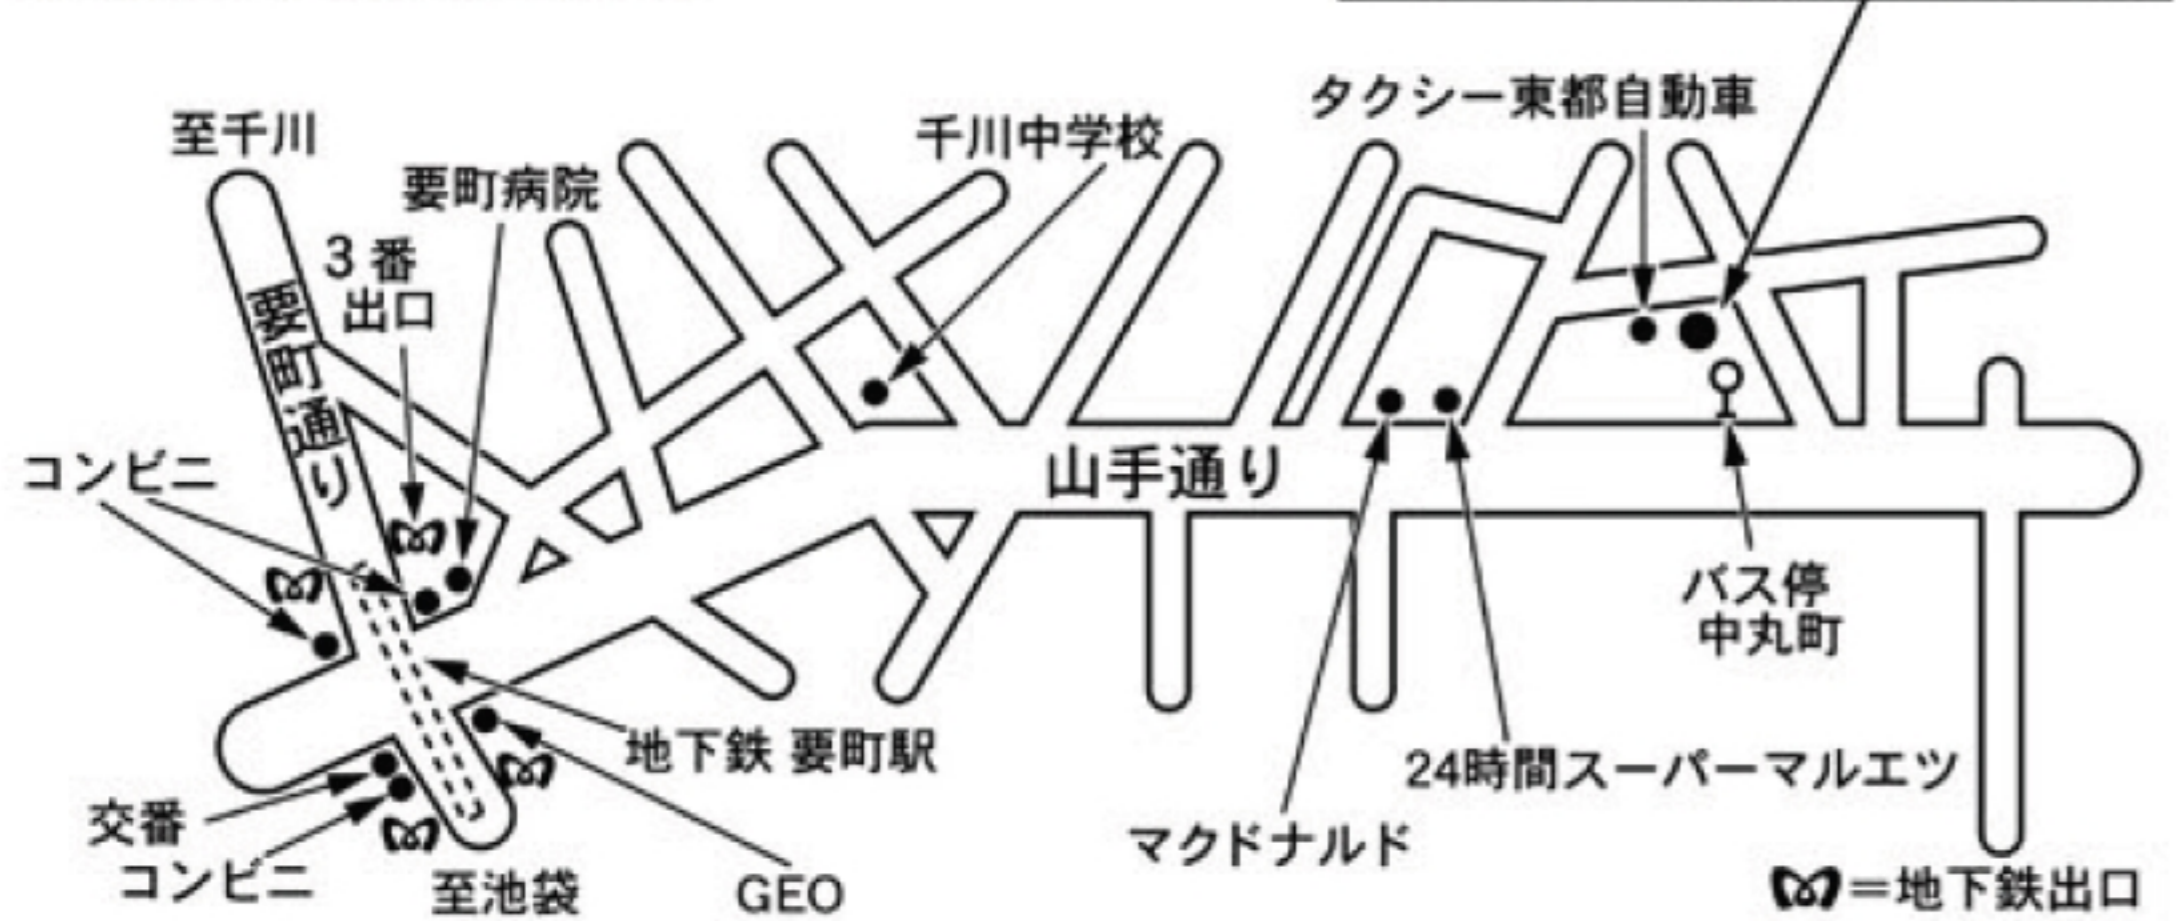 タクシー東都自動車
至千川
千川中学校
要町病院
3番
出口
要町通り
コンビニ
山手通り
バス停
中丸町
地下鉄 要町駅
24時間スーパーマルエツ
交番
マクドナルド
コンビニ
至池袋
GEO
=地下鉄出口